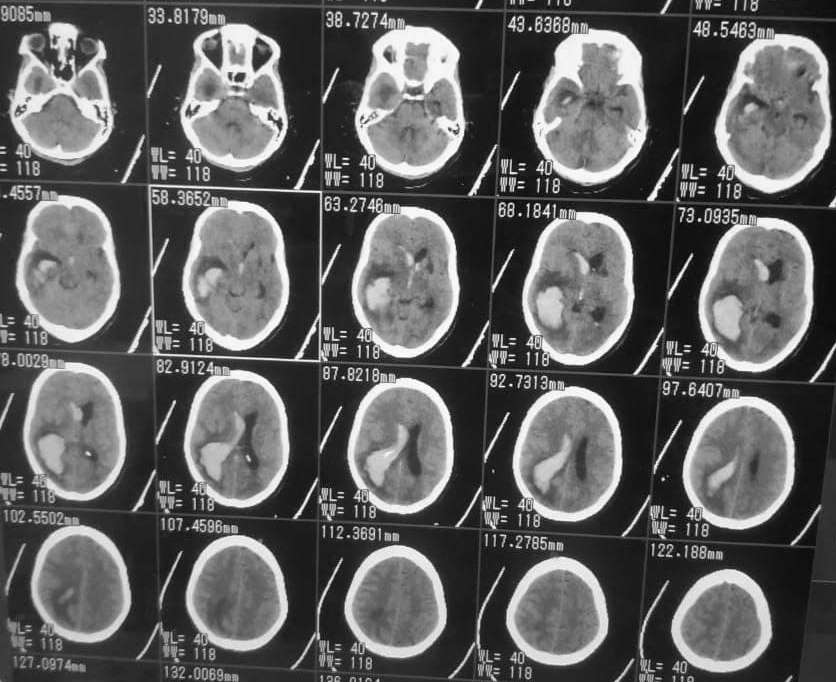 118
9085mm
33.8179mm
38.7274mm
43.6368mm
48.5463mm
= 40
= 118
WL= 40
WW= 118
WL= 40
WW= 118
WL= 40
WW= 118
WL= 40
WW= 118
.4557mm
58.3652mm
63.2746mm
68.1841mm
73.0935mm
L= 40
W= 118
WL= 40
WW= 118
WL= 40
WW= 118
WL= 40
WW= 118
WL= 40
WW= 118
8.0029mm
82.9124mm
87.8218mm
92.7313mm
97.6407mm
WL= 40
WW= 118
WL= 40
WW= 118
WL= 40
WW= 118
WL= 40
WW= 118
WL= 40
WW= 118
102.5502mm
107.4596mm
112.3691mm
117.2785mm
122.188mm
WL= 40
WW= 118
WL= 40
WW= 118
WL= 40
WW= 118
WL= 40
WW= 118
WL= 40
WW= 118
127.0974mm
132.0069mm